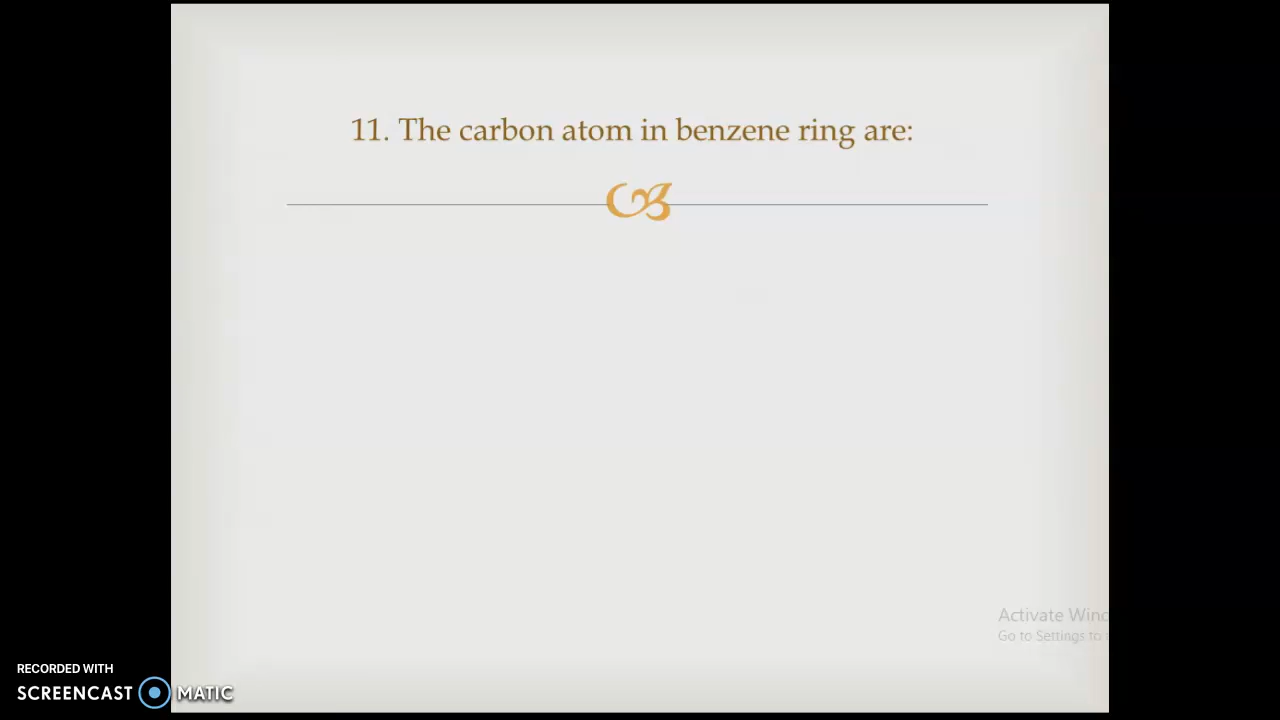 11. The carbon atom in benzene ring are:
Activate Wind
Go to Settings to
RECORDED WITH
SCREENCAST MATIC